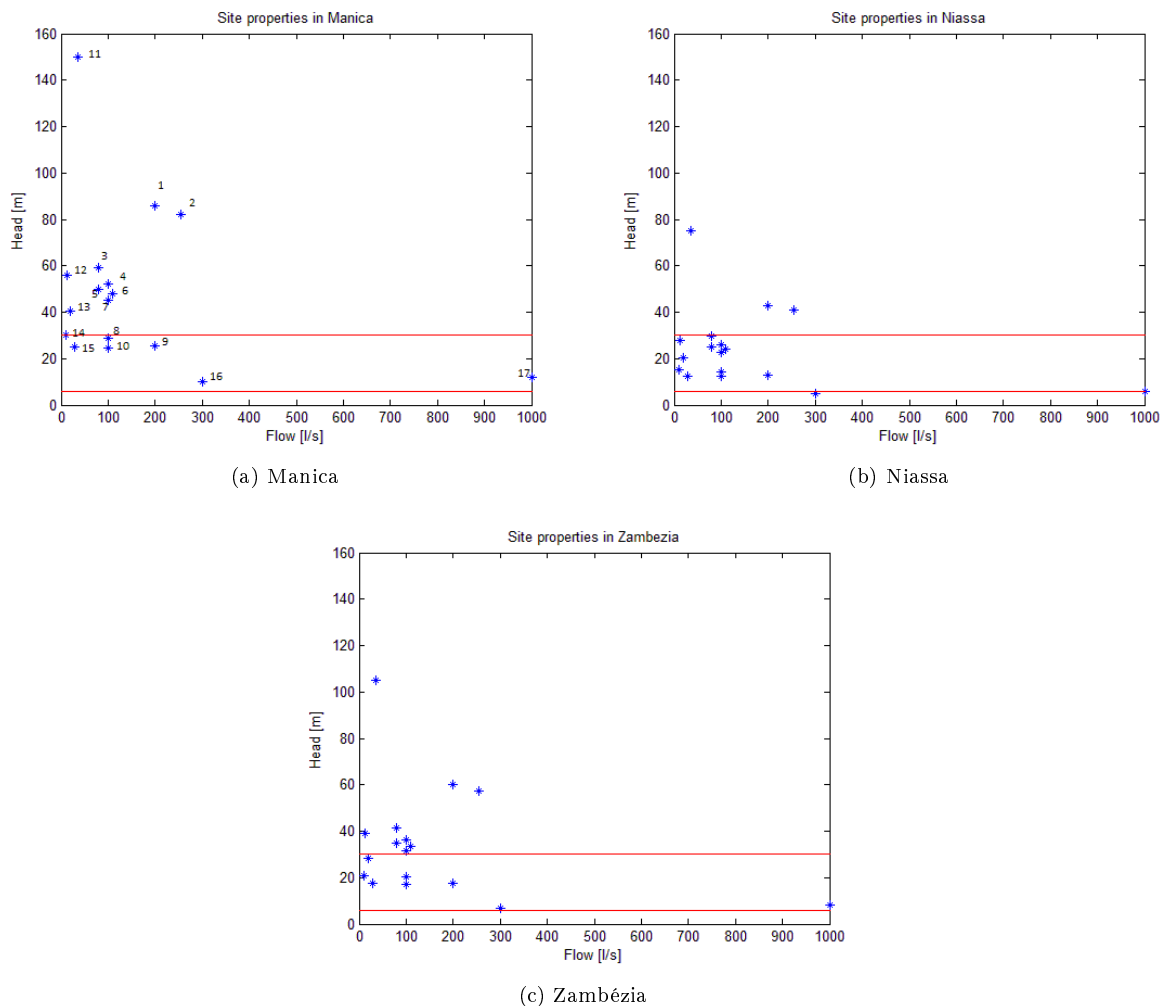 Site properties in Manica
160
140
120
100
80
60
40
20
0
Head [m]
11
1
2
3
12
4
5
6
13
7
14
8
15
10
9
16
17
0 100 200 300 400 500 600 700 800 900 1000
Flow [l/s]
(a) Manica
Site properties in Niassa
160
140
120
100
80
60
40
20
0
Head [m]
0 100 200 300 400 500 600 700 800 900 1000
Flow [l/s]
(b) Niassa
Site properties in Zambezia
160
140
120
100
80
60
40
20
0
Head [m]
0 100 200 300 400 500 600 700 800 900 1000
Flow [l/s]
(c) Zambézia